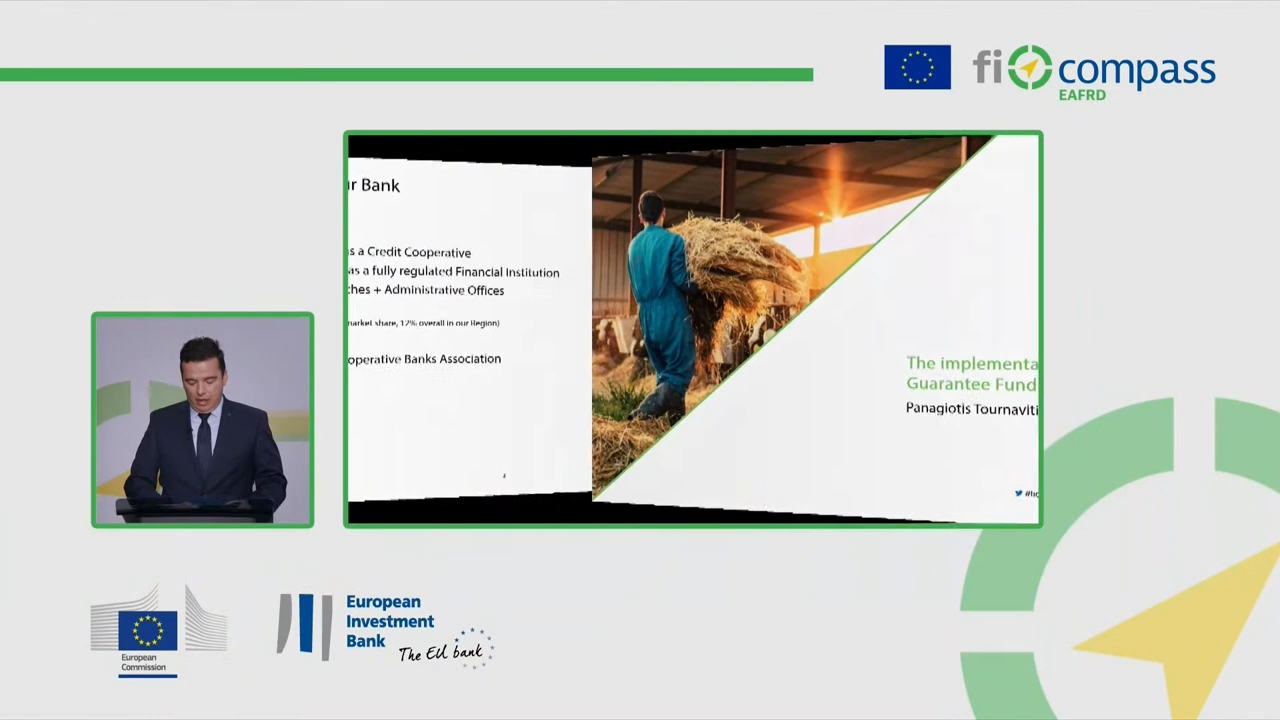 fi compass
EAFRD
r Bank
s a Credit Cooperative
as a fully regulated Financial Institution
ches + Administrative Offices
market share, 12% overall in our Region)
operative Banks Association
The implementa
Guarantee Fund
Panagiotis Tournaviti
European
Commission
European
Investment
Bank
The EU bank